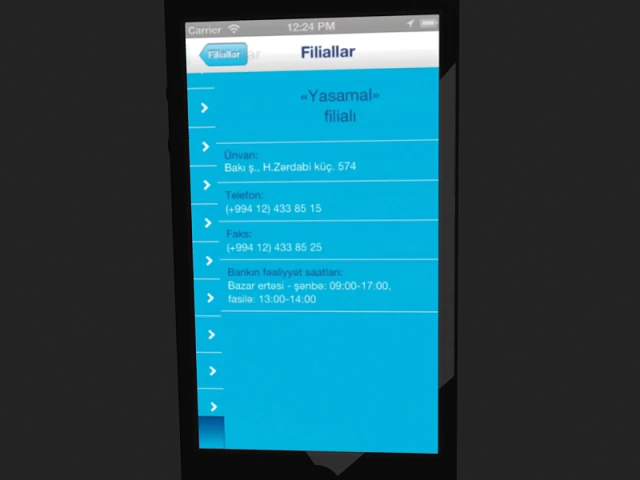 Carrier 12:24 PM
Filiallar Filiallar
«Yasamal»
filialı
Ünvan:
Bakı ş., H.Zərdabi küç. 574
Telefon:
(+994 12) 433 85 15
Faks:
(+994 12) 433 85 25
Bankın fəaliyyət saatları:
Bazar ertəsi - şənbə: 09:00-17:00,
fasilə: 13:00-14:00